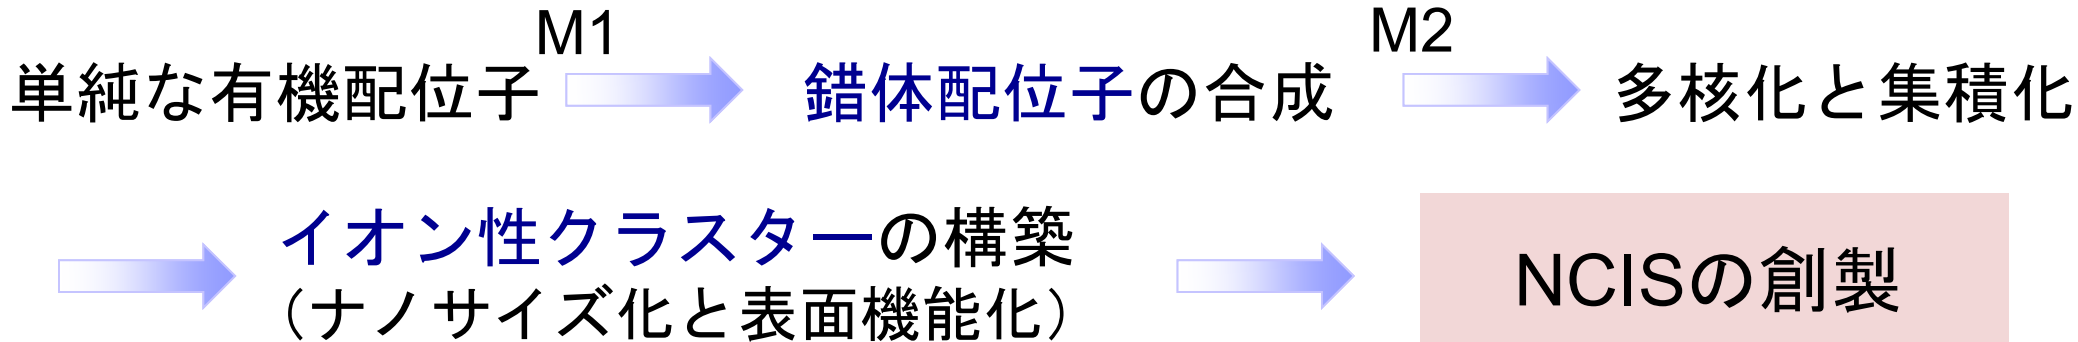 M1 M2
単純な有機配位子 錯体配位子の合成 多核化と集積化
イオン性クラスターの構築
（ナノサイズ化と表面機能化）
NCISの創製